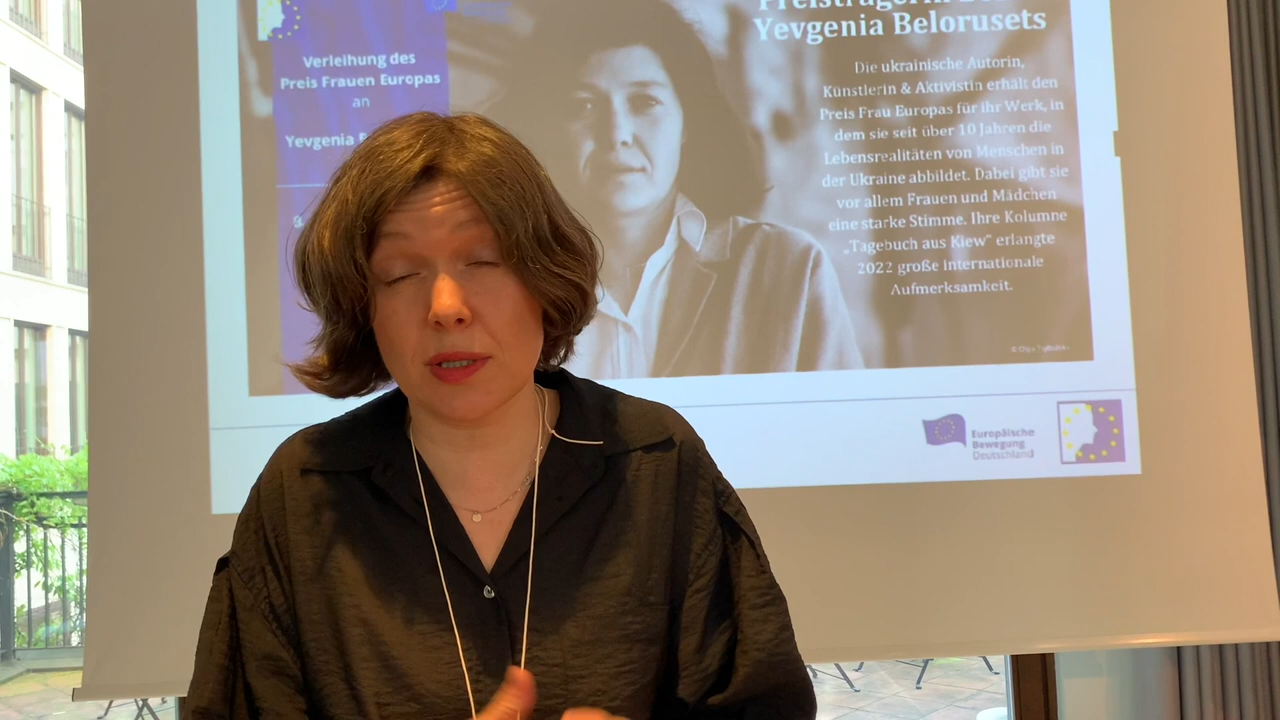 Verleihung des
Preis Frauen Europas
an
Yevgenia
Yevgenia Belorusets
Die ukrainische Autorin,
Künstlerin & Aktivistin erhält den
Preis Frau Europas für ihr Werk, in
dem sie seit über 10 Jahren die
Lebensrealitäten von Menschen in
der Ukraine abbildet. Dabei gibt sie
vor allem Frauen und Mädchen
eine starke Stimme. Ihre Kolumne
„Tagebuch aus Kiew" erlangte
2022 große internationale
Aufmerksamkeit.
Europäische
Bewegung
Deutschland